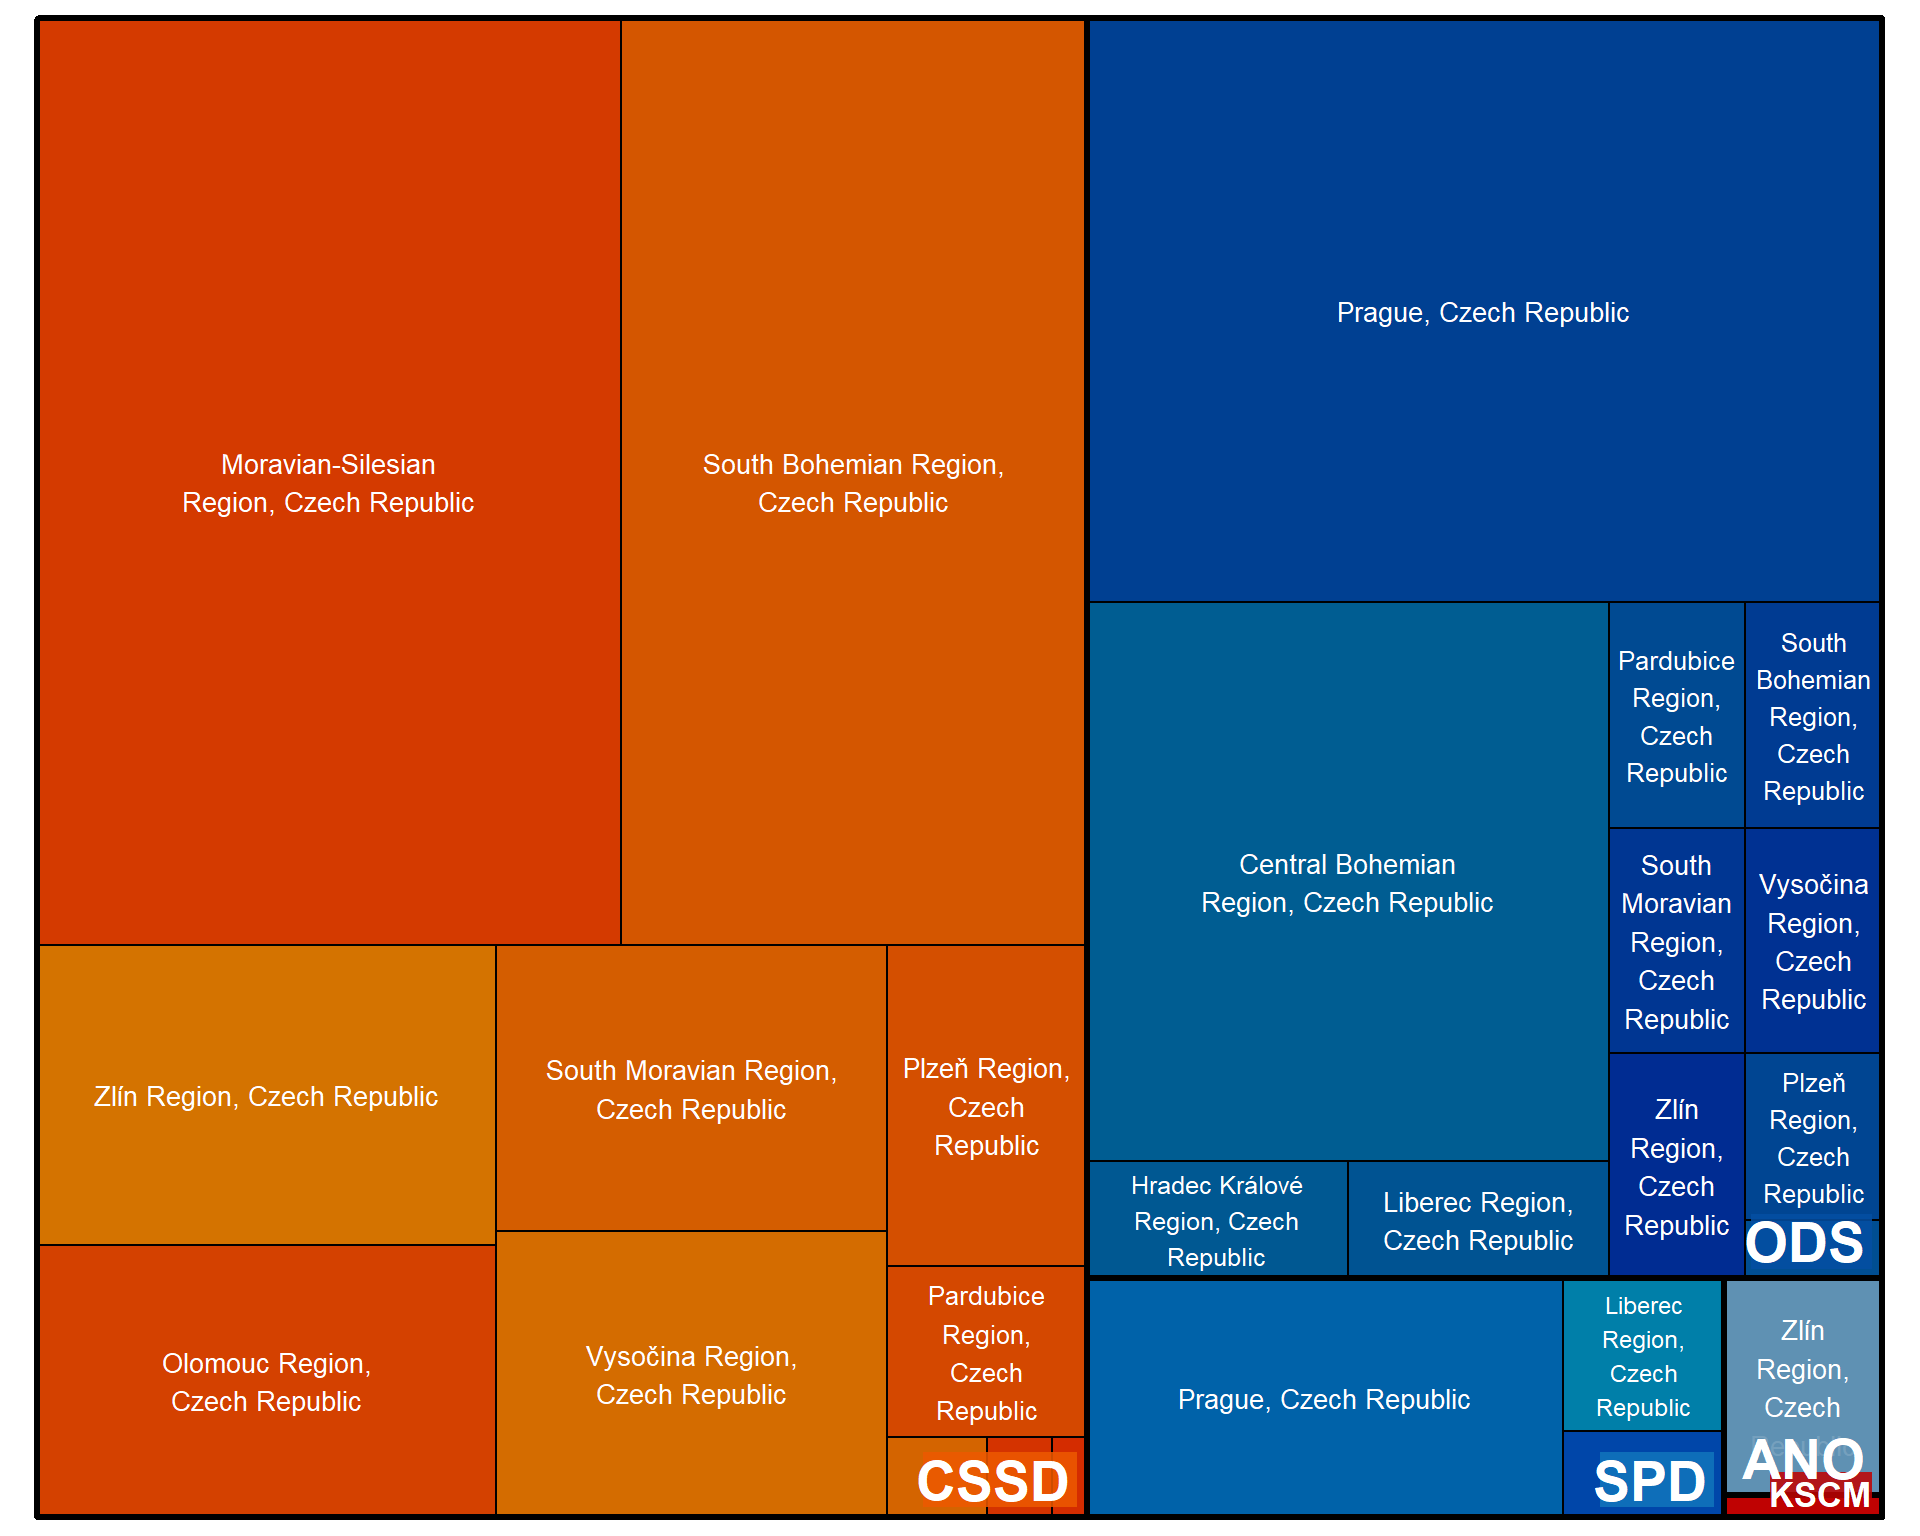 Moravian-Silesian
Region, Czech Republic
South Bohemian Region,
Czech Republic
Zlín Region, Czech Republic
South Moravian Region,
Czech Republic
Plzeň Region,
Czech
Republic
Olomouc Region,
Czech Republic
Vysočina Region,
Czech Republic
Pardubice
Region,
Czech
Republic
CSSD
Prague, Czech Republic
Central Bohemian
Region, Czech Republic
Pardubice
Region,
Czech
Republic
South
Bohemian
Region,
Czech
Republic
South
Moravian
Region,
Czech
Republic
Vysočina
Region,
Czech
Republic
Hradec Králové
Region, Czech
Republic
Liberec Region,
Czech Republic
Zlín
Region,
Czech
Republic
Plzeň
Region,
Czech
Republic
ODS
Prague, Czech Republic
Liberec
Region,
Czech
Republic
SPD
Zlín
Region,
Czech
ANO
KSCM